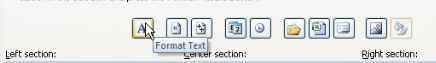 A
Format Text
Left section:
Center section:
Right section: